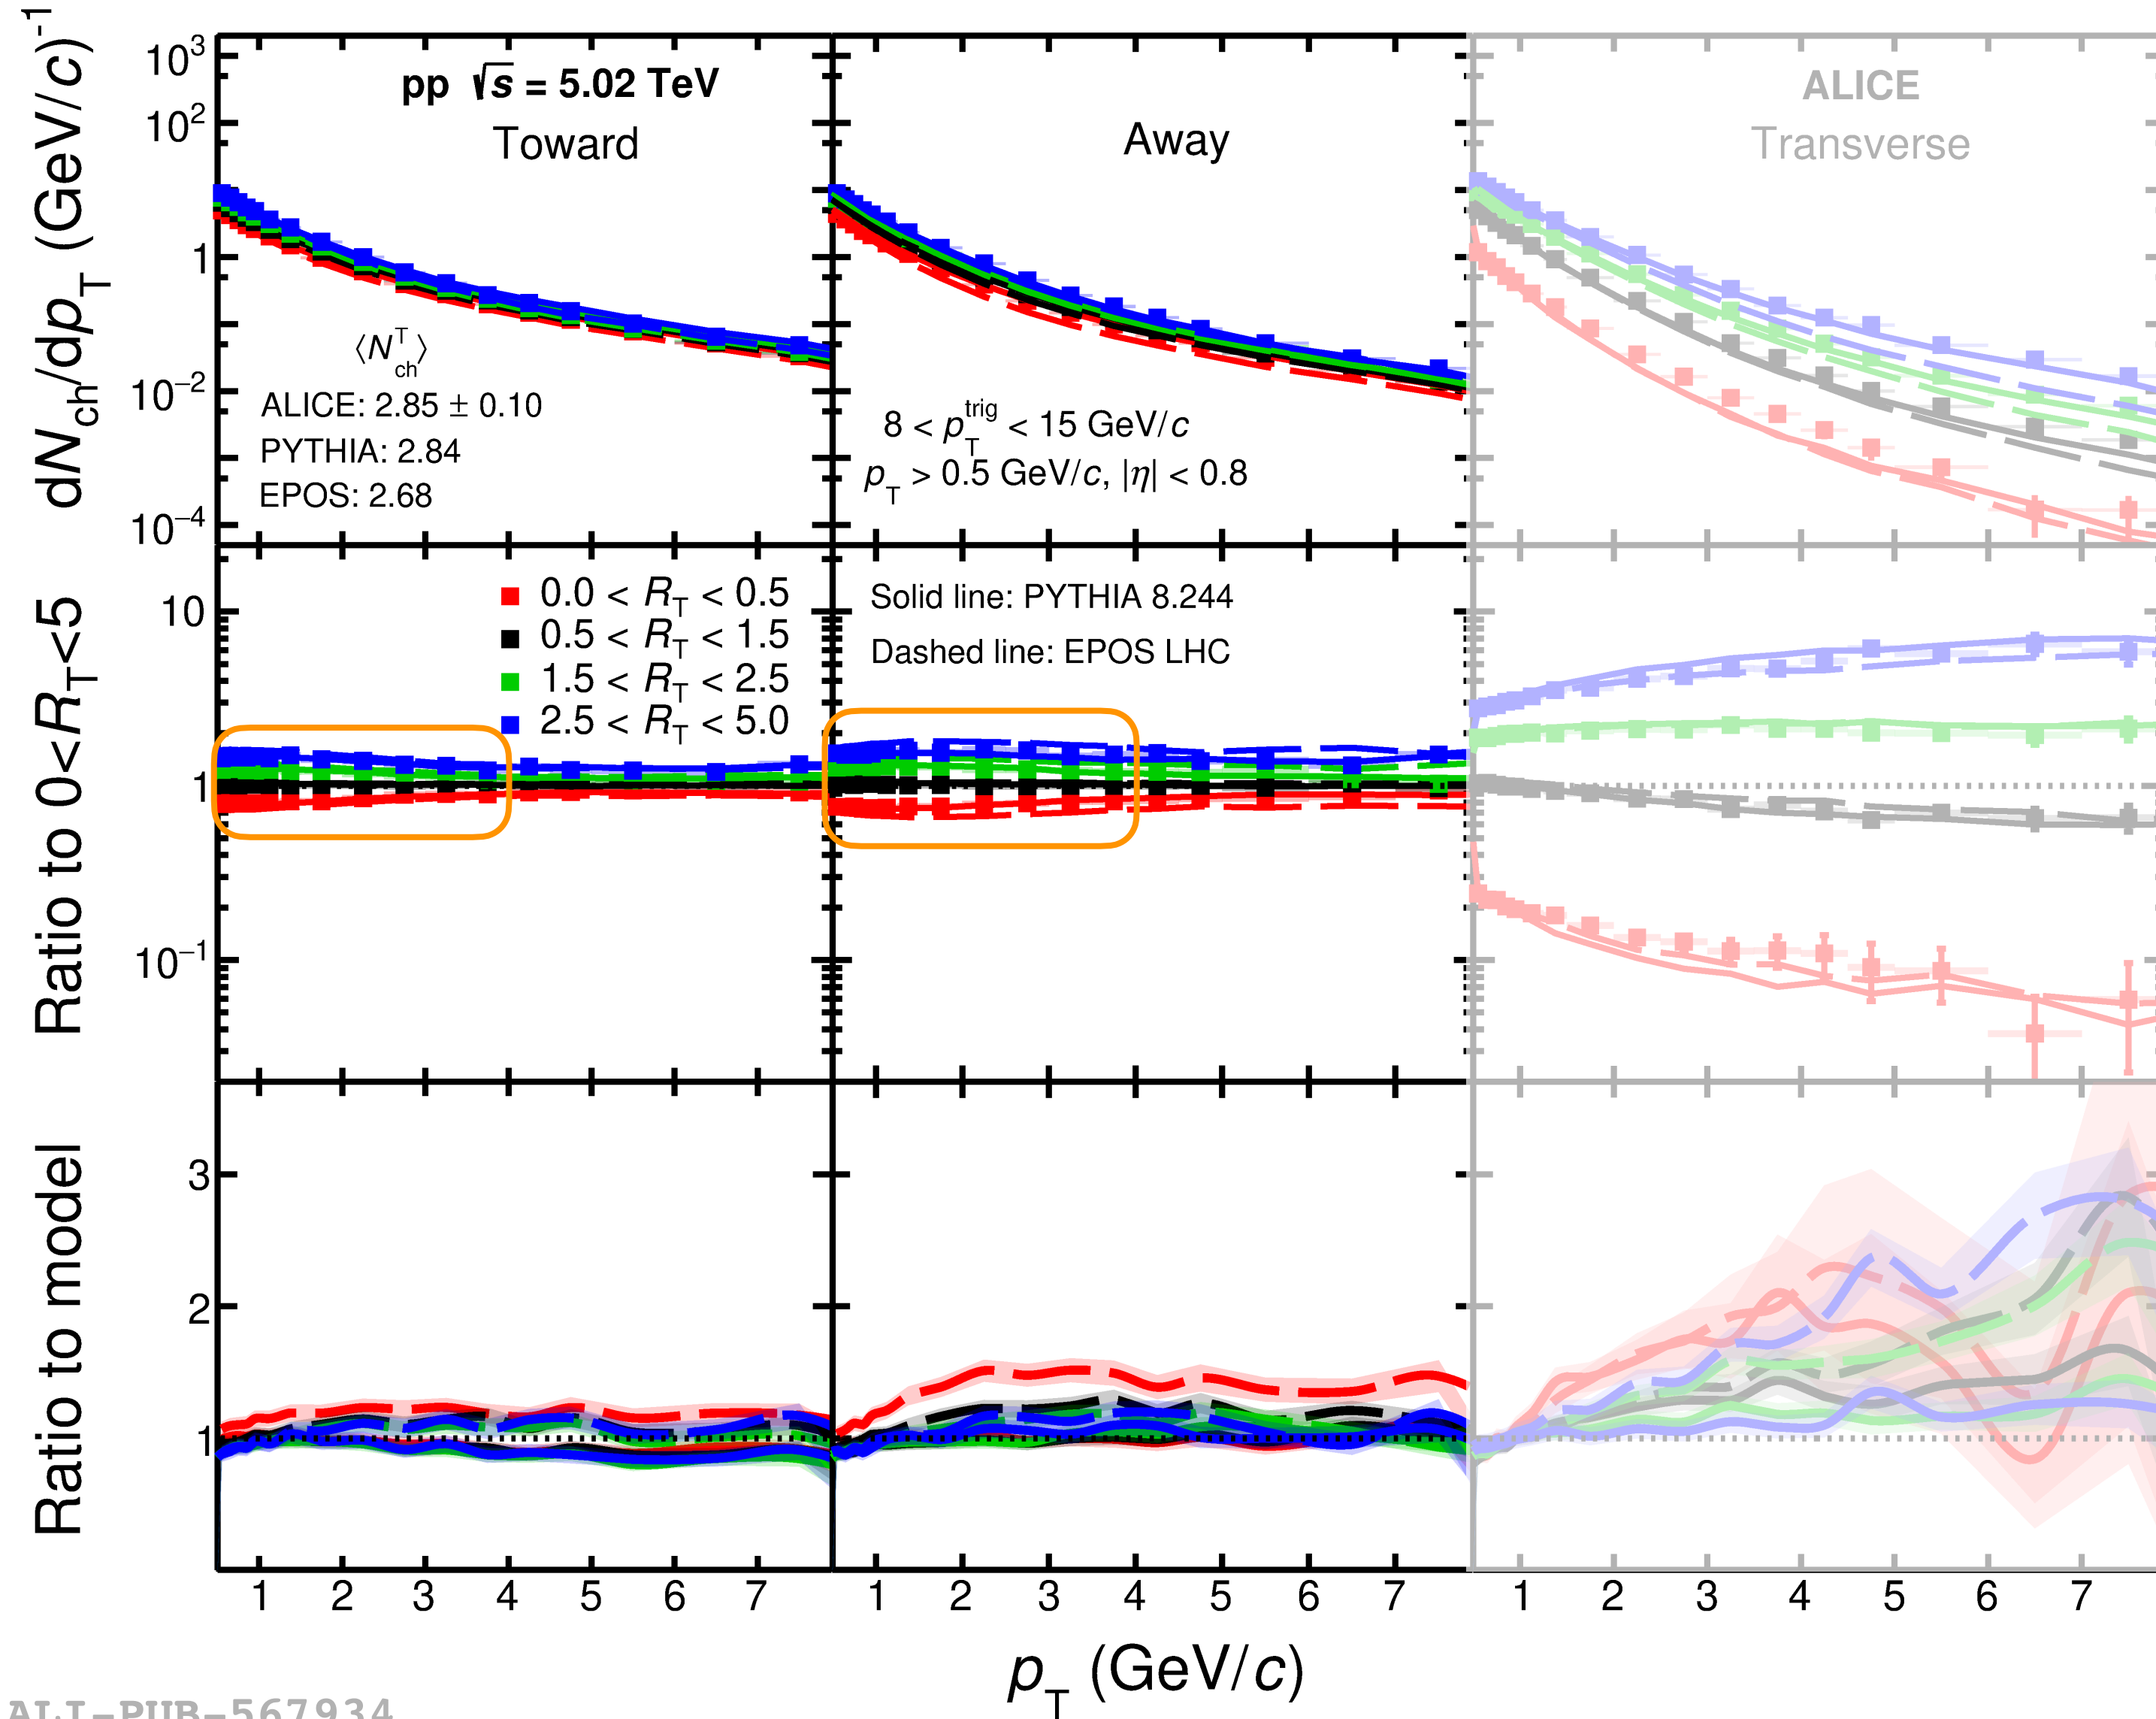 dN_ch/dp_T (GeV/c)^-1
10^3
10^2
1
10^−2
10^−4
pp √s = 5.02 TeV
Toward
⟨N_ch^T⟩
ALICE: 2.85 ± 0.10
PYTHIA: 2.84
EPOS: 2.68
Away
8 < p_T^trig < 15 GeV/c
p_T > 0.5 GeV/c, |η| < 0.8
ALICE
Transverse
Ratio to 0<R_T<5
10
1
10^−1
0.0 < R_T < 0.5
0.5 < R_T < 1.5
1.5 < R_T < 2.5
2.5 < R_T < 5.0
Solid line: PYTHIA 8.244
Dashed line: EPOS LHC
Ratio to model
3
2
1
1 2 3 4 5 6 7
1 2 3 4 5 6 7
1 2 3 4 5 6 7
p_T (GeV/c)
ALI-PUB-567934